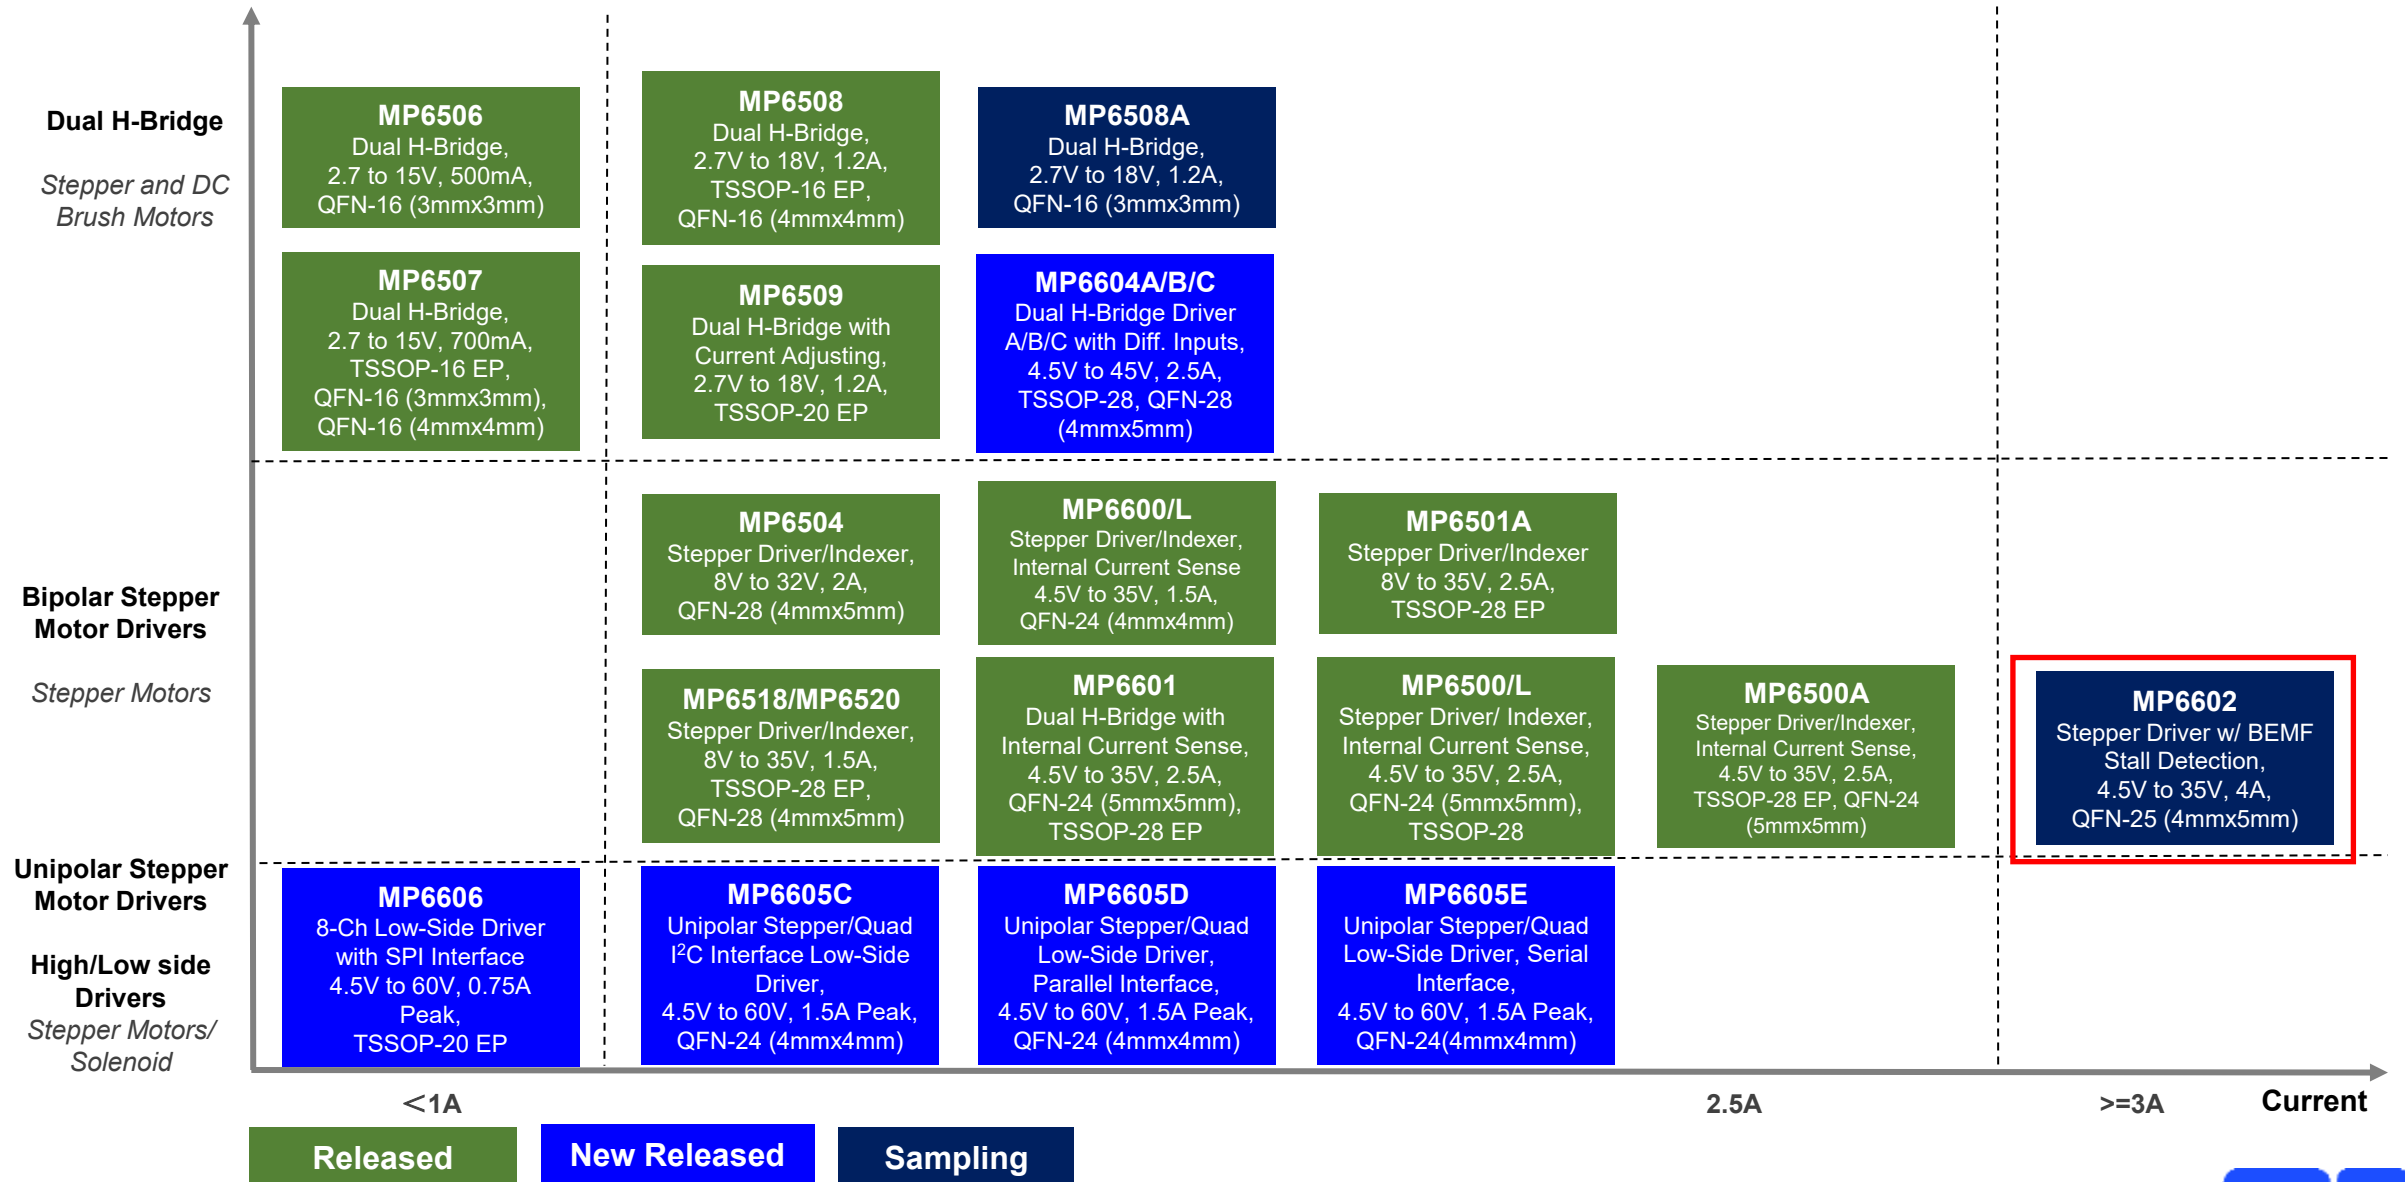 Dual H-Bridge
Stepper and DC
Brush Motors
MP6506
Dual H-Bridge,
2.7 to 15V, 500mA,
QFN-16 (3mmx3mm)
MP6508
Dual H-Bridge,
2.7V to 18V, 1.2A,
TSSOP-16 EP,
QFN-16 (4mmx4mm)
MP6508A
Dual H-Bridge,
2.7V to 18V, 1.2A,
QFN-16 (3mmx3mm)
MP6507
Dual H-Bridge,
2.7 to 15V, 700mA,
TSSOP-16 EP,
QFN-16 (3mmx3mm),
QFN-16 (4mmx4mm)
MP6509
Dual H-Bridge with
Current Adjusting,
2.7V to 18V, 1.2A,
TSSOP-20 EP
MP6604A/B/C
Dual H-Bridge Driver
A/B/C with Diff. Inputs,
4.5V to 45V, 2.5A,
TSSOP-28, QFN-28
(4mmx5mm)
Bipolar Stepper
Motor Drivers
Stepper Motors
MP6504
Stepper Driver/Indexer,
8V to 32V, 2A,
QFN-28 (4mmx5mm)
MP6600/L
Stepper Driver/Indexer,
Internal Current Sense
4.5V to 35V, 1.5A,
QFN-24 (4mmx4mm)
MP6501A
Stepper Driver/Indexer
8V to 35V, 2.5A,
TSSOP-28 EP
MP6518/MP6520
Stepper Driver/Indexer,
8V to 35V, 1.5A,
TSSOP-28 EP,
QFN-28 (4mmx5mm)
MP6601
Dual H-Bridge with
Internal Current Sense,
4.5V to 35V, 2.5A,
QFN-24 (5mmx5mm),
TSSOP-28 EP
MP6500/L
Stepper Driver/ Indexer,
Internal Current Sense,
4.5V to 35V, 2.5A,
QFN-24 (5mmx5mm),
TSSOP-28
MP6500A
Stepper Driver/Indexer,
Internal Current Sense,
4.5V to 35V, 2.5A,
TSSOP-28 EP, QFN-24
(5mmx5mm)
MP6602
Stepper Driver w/ BEMF
Stall Detection,
4.5V to 35V, 4A,
QFN-25 (4mmx5mm)
Unipolar Stepper
Motor Drivers
High/Low side
Drivers
Stepper Motors/
Solenoid
MP6606
8-Ch Low-Side Driver
with SPI Interface
4.5V to 60V, 0.75A
Peak,
TSSOP-20 EP
MP6605C
Unipolar Stepper/Quad
I²C Interface Low-Side
Driver,
4.5V to 60V, 1.5A Peak,
QFN-24 (4mmx4mm)
MP6605D
Unipolar Stepper/Quad
Low-Side Driver,
Parallel Interface,
4.5V to 60V, 1.5A Peak,
QFN-24 (4mmx4mm)
MP6605E
Unipolar Stepper/Quad
Low-Side Driver, Serial
Interface,
4.5V to 60V, 1.5A Peak,
QFN-24(4mmx4mm)
<1A
2.5A
>=3A
Current
Released
New Released
Sampling